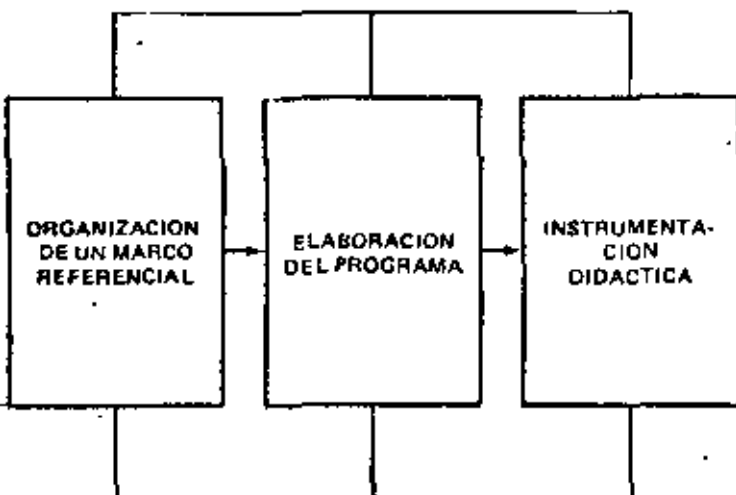 ORGANIZACION
DE UN MARCO
REFERENCIAL
ELABORACION
DEL PROGRAMA
INSTRUMENTA-
CION
DIDACTICA